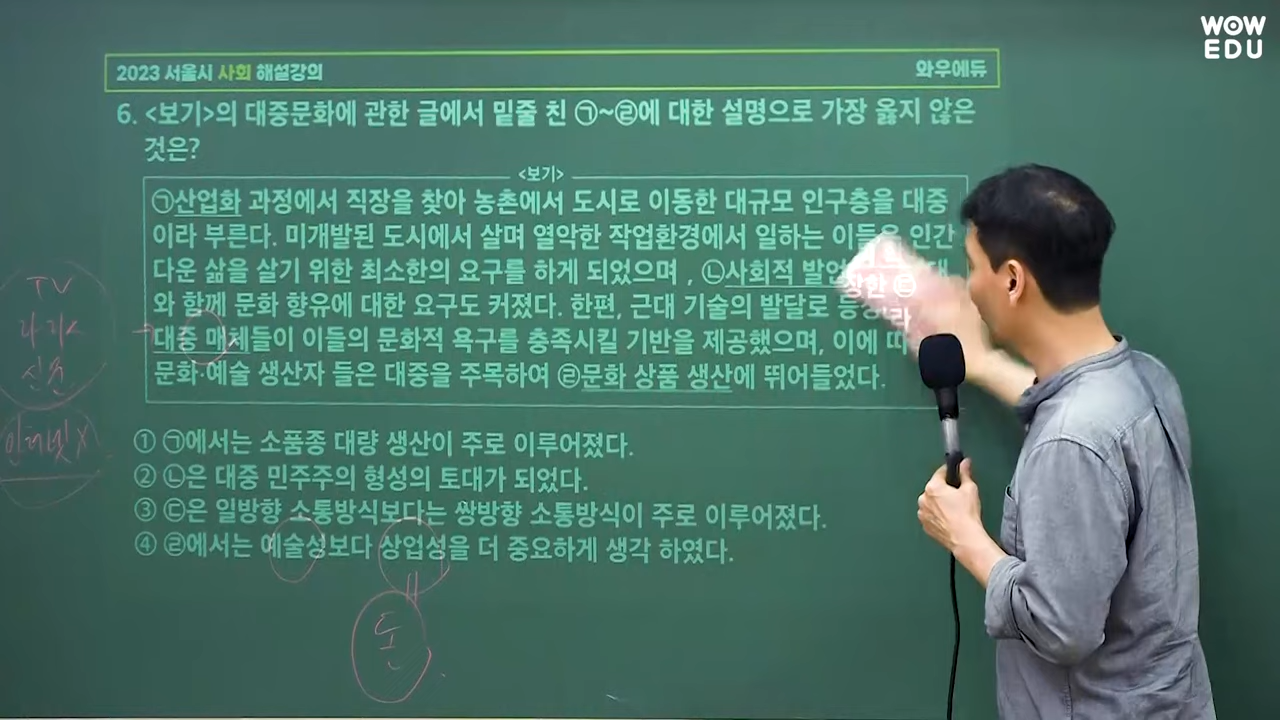 WOW
EDU
2023 서울시 사회 해설강의
와우에듀
6. <보기>의 대중문화에 관한 글에서 밑줄 친 ㉠~㉣에 대한 설명으로 가장 옳지 않은
것은?
<보기>
㉠산업화 과정에서 직장을 찾아 농촌에서 도시로 이동한 대규모 인구층을 대중
이라 부른다. 미개발된 도시에서 살며 열악한 작업환경에서 일하는 이들은 인간
다운 삶을 살기 위한 최소한의 요구를 하게 되었으며 , ㉡사회적 발언
와 함께 문화 향유에 대한 요구도 커졌다. 한편, 근대 기술의 발달로 등장한 ㉢
대중 매체들이 이들의 문화적 욕구를 충족시킬 기반을 제공했으며, 이에 따라
문화·예술 생산자 들은 대중을 주목하여 ㉣문화 상품 생산에 뛰어들었다.
① ㉠에서는 소품종 대량 생산이 주로 이루어졌다.
② ㉡은 대중 민주주의 형성의 토대가 되었다.
③ ㉢은 일방향 소통방식보다는 쌍방향 소통방식이 주로 이루어졌다.
④ ㉣에서는 예술성보다 상업성을 더 중요하게 생각 하였다.
TV
라디오
신문
인터넷 X
돈